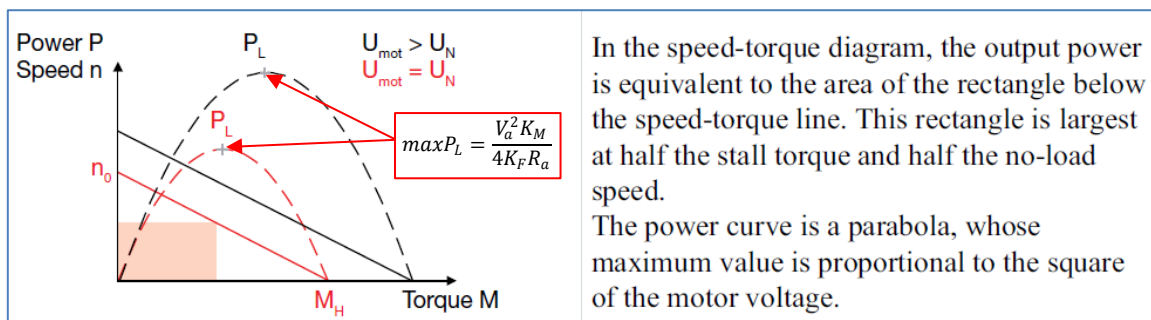 Power P
Speed n
P_L
U_mot > U_N
U_mot = U_N
P_L
maxP_L = V_a^2 K_M / 4K_F R_a
n_0
M_H
Torque M
In the speed-torque diagram, the output power
is equivalent to the area of the rectangle below
the speed-torque line. This rectangle is largest
at half the stall torque and half the no-load
speed.
The power curve is a parabola, whose
maximum value is proportional to the square
of the motor voltage.